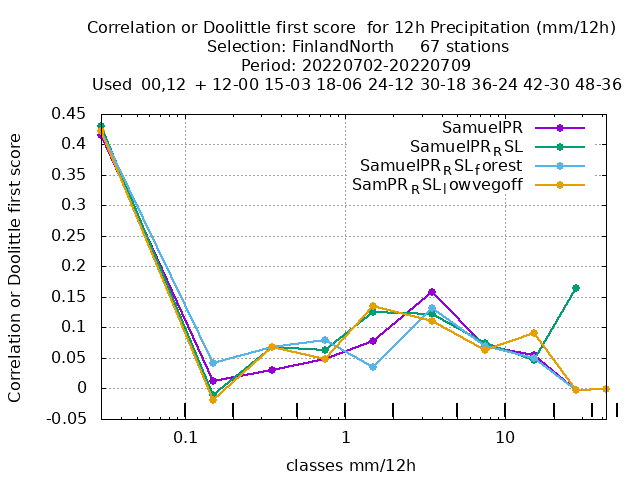 Correlation or Doolittle first score  for 12h Precipitation (mm/12h)
Selection: FinlandNorth     67 stations
Period: 20220702-20220709
Used  00,12  + 12-00 15-03 18-06 24-12 30-18 36-24 42-30 48-36
SamuelPR
SamuelPR_RSL
SamuelPR_RSL_forest
SamPR_RSL_lowvegoff
Correlation or Doolittle first score
0.45
0.4
0.35
0.3
0.25
0.2
0.15
0.1
0.05
0
-0.05
0.1
1
10
classes mm/12h